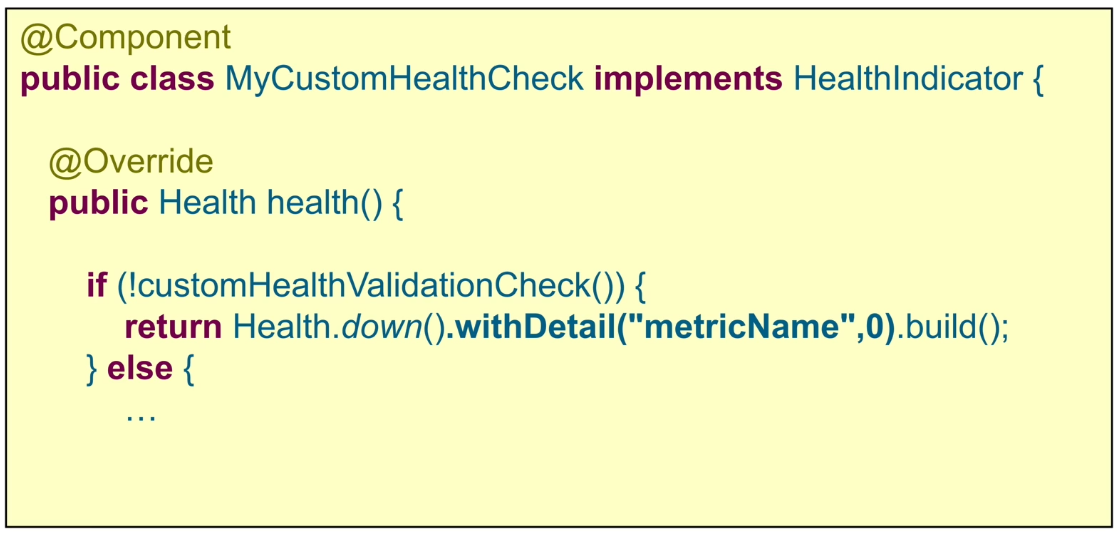 @Component
public class MyCustomHealthCheck implements HealthIndicator {
@Override
public Health health() {
if (!customHealthValidationCheck()) {
return Health.down().withDetail("metricName",0).build();
} else {
…